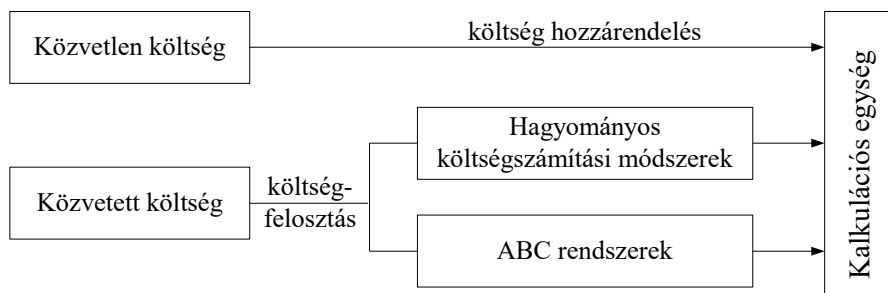 Közvetlen költség
költség hozzárendelés
Hagyományos
költségszámítási módszerek
Közvetett költség
költség-
felosztás
ABC rendszerek
Kalkulációs egység